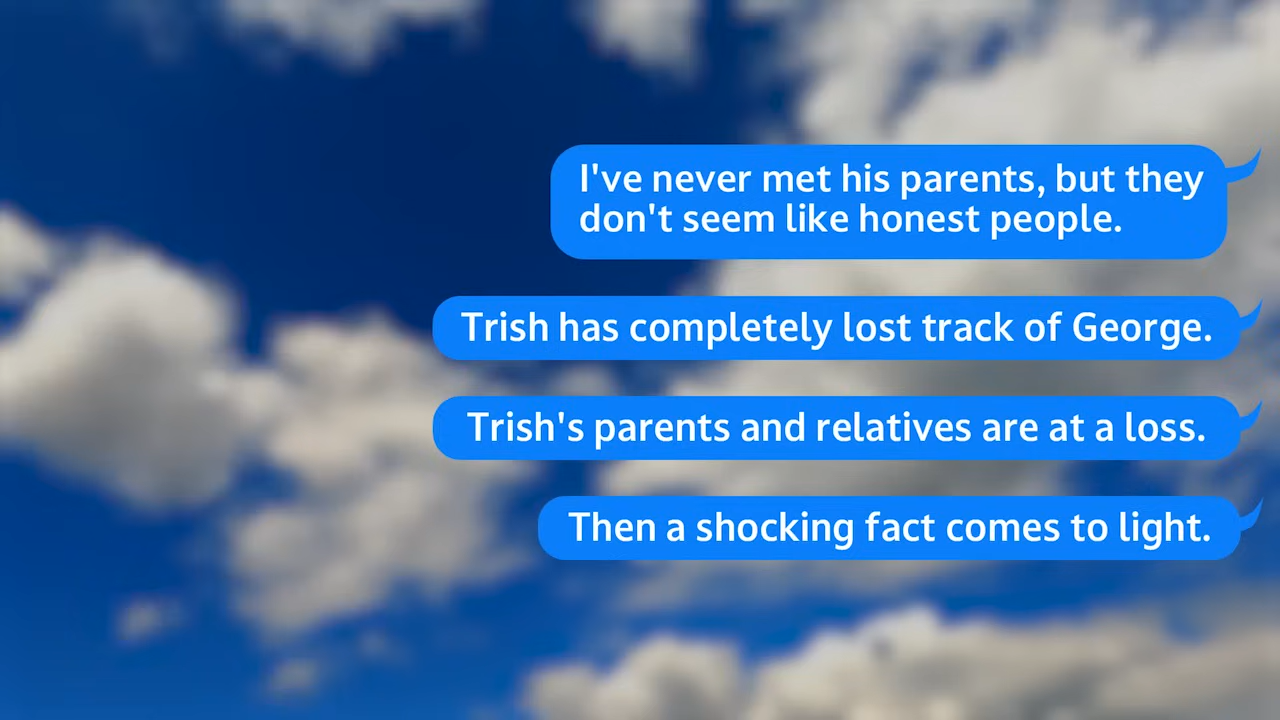 I've never met his parents, but they
don't seem like honest people.
Trish has completely lost track of George.
Trish's parents and relatives are at a loss.
Then a shocking fact comes to light.